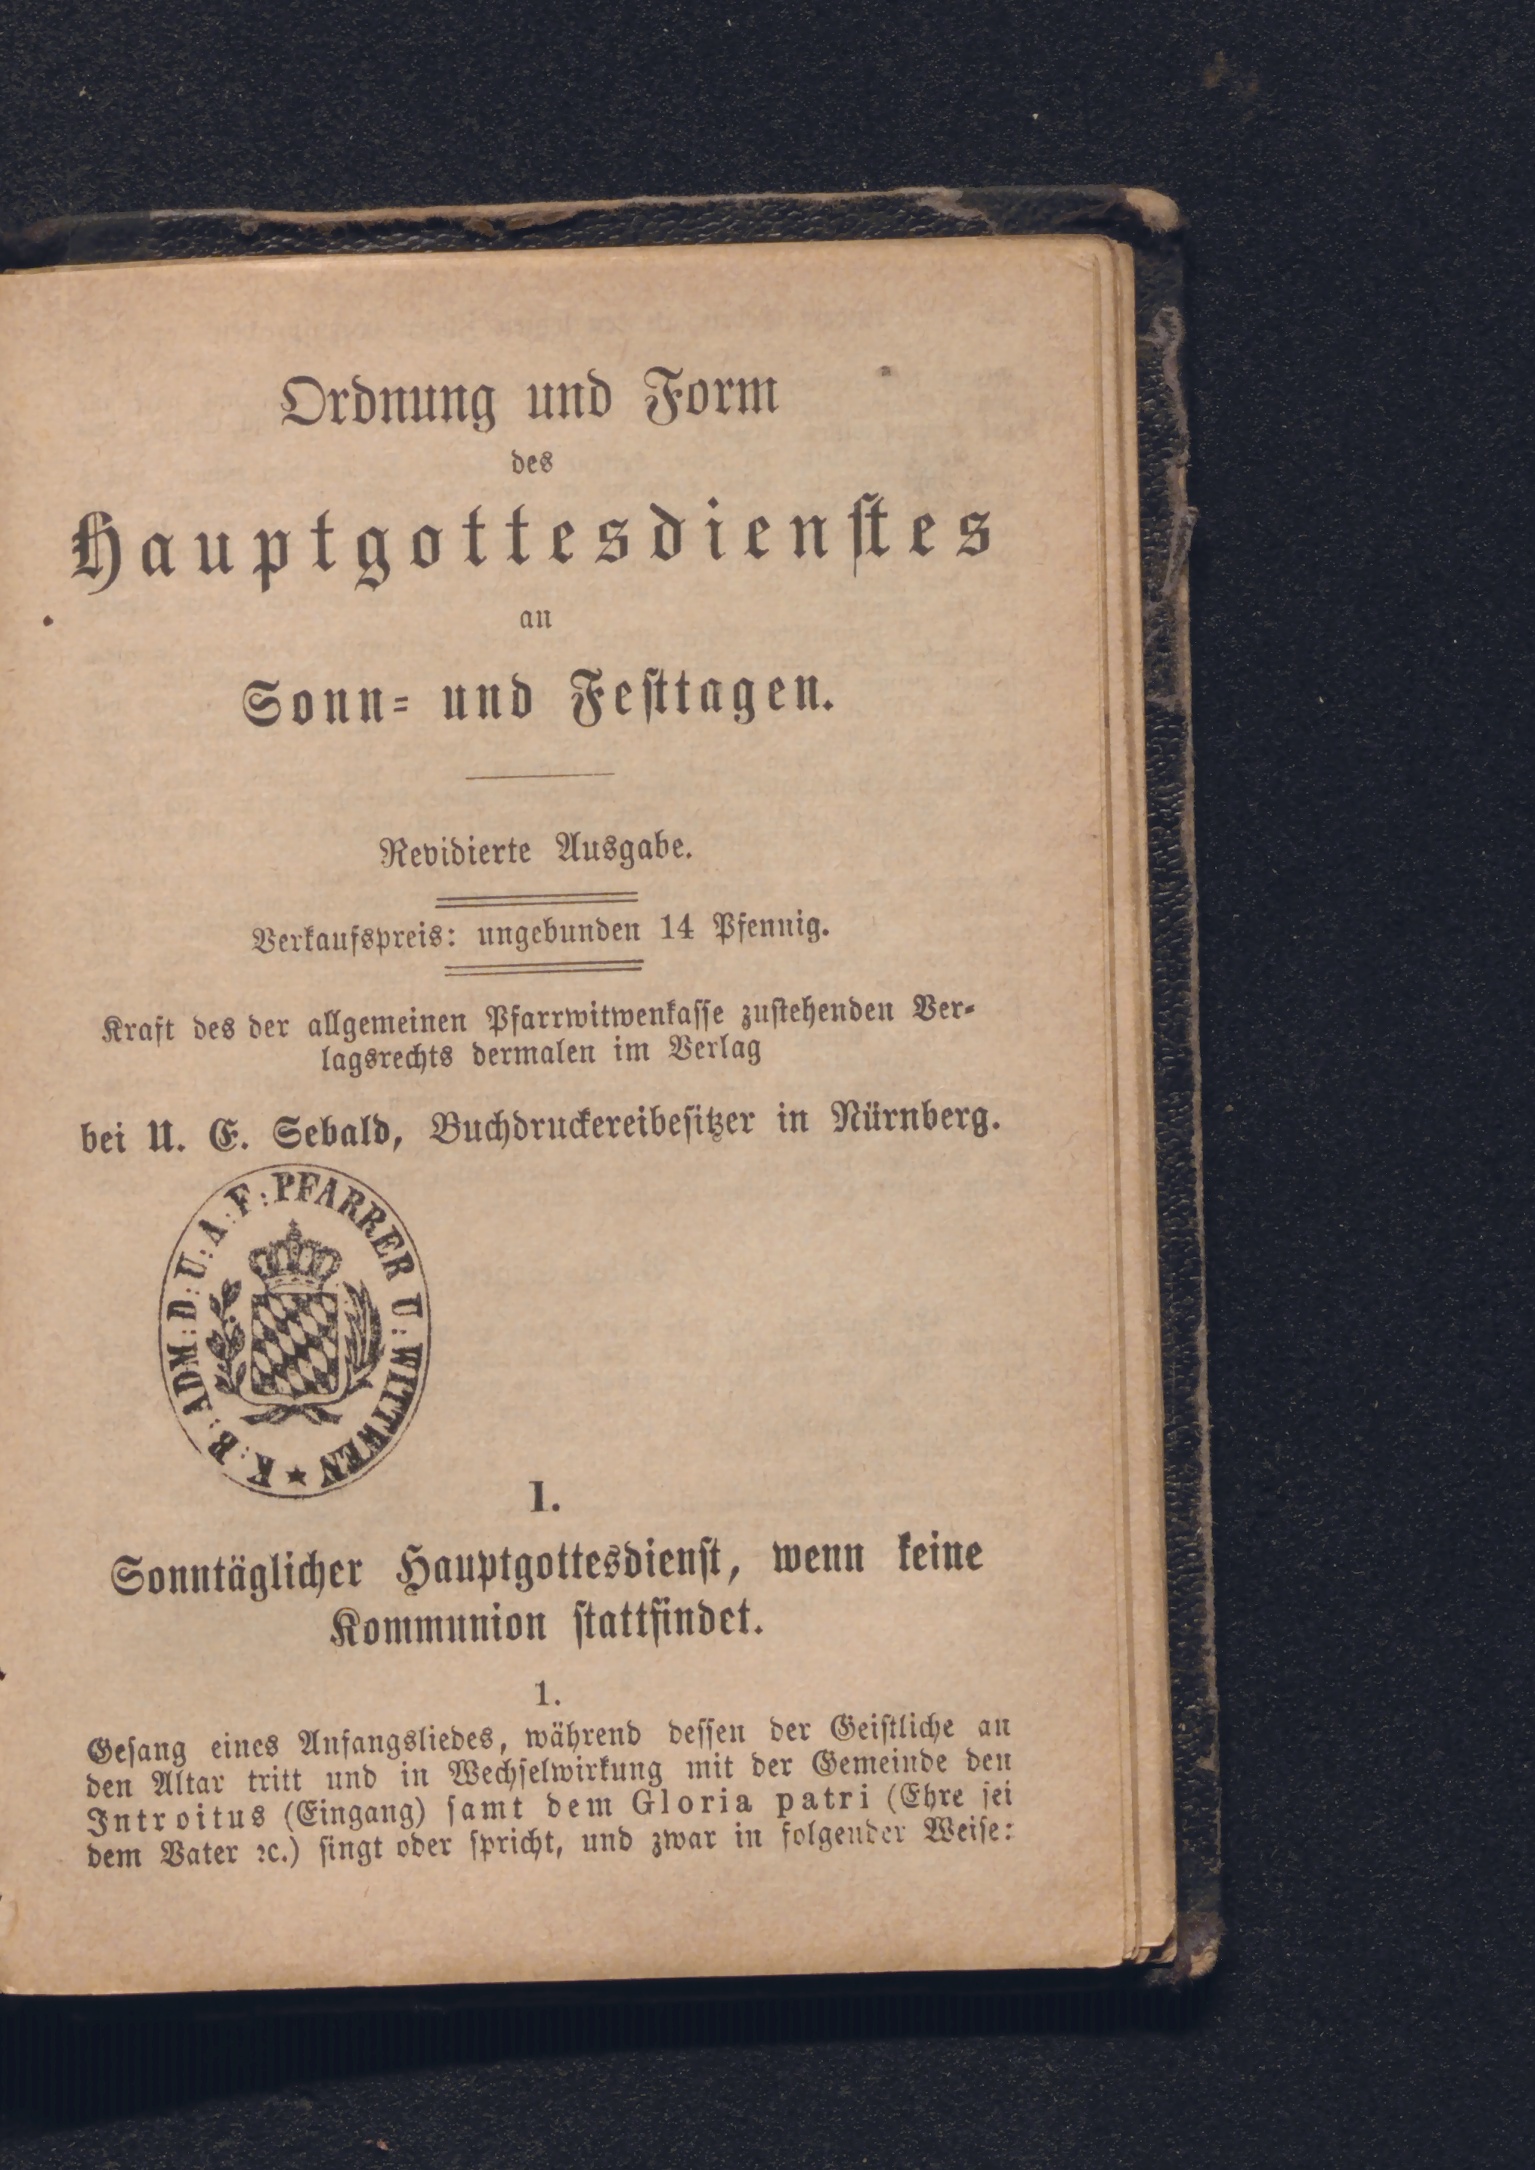 Ordnung und Form
des
Hauptgottesdienstes
an
Sonn- und Festtagen.
Revidierte Ausgabe.
Verkaufspreis: ungebunden 14 Pfennig.
Kraft des der allgemeinen Pfarrwitwenkasse zustehenden Ver-
lagsrechts dermalen im Verlag
bei U. E. Sebald, Buchdruckereibesitzer in Nürnberg.
K: B: ADM: D: U: A: F: PFARRER U: WITTWEN
I.
Sonntäglicher Hauptgottesdienst, wenn keine
Kommunion stattfindet.
1.
Gesang eines Anfangsliedes, während dessen der Geistliche an
den Altar tritt und in Wechselwirkung mit der Gemeinde den
Introitus (Eingang) samt dem Gloria patri (Ehre sei
dem Vater ꝛc.) singt oder spricht, und zwar in folgender Weise: